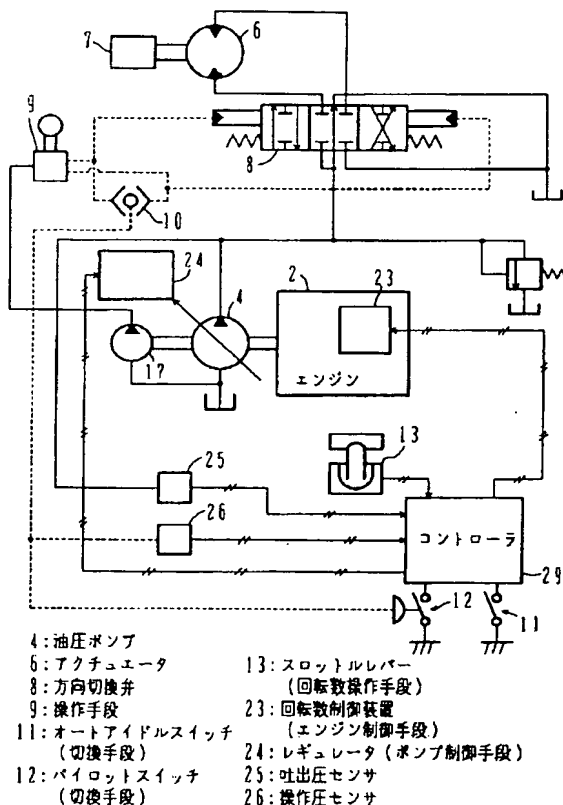 7
6
9
8
10
24
4
2
23
17
エンジン
13
25
26
コントローラ
29
12
11
4:油圧ポンプ
6:アクチュエータ
8:方向切換弁
9:操作手段
11:オートアイドルスイッチ
(切換手段)
12:パイロットスイッチ
(切換手段)
13:スロットルレバー
(回転数操作手段)
23:回転数制御装置
(エンジン制御手段)
24:レギュレータ(ポンプ制御手段)
25:吐出圧センサ
26:操作圧センサ